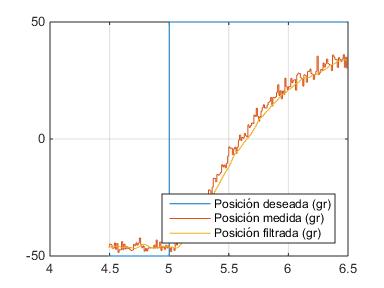 50
0
-50
Posición deseada (gr)
Posición medida (gr)
Posición filtrada (gr)
4 4.5 5 5.5 6 6.5